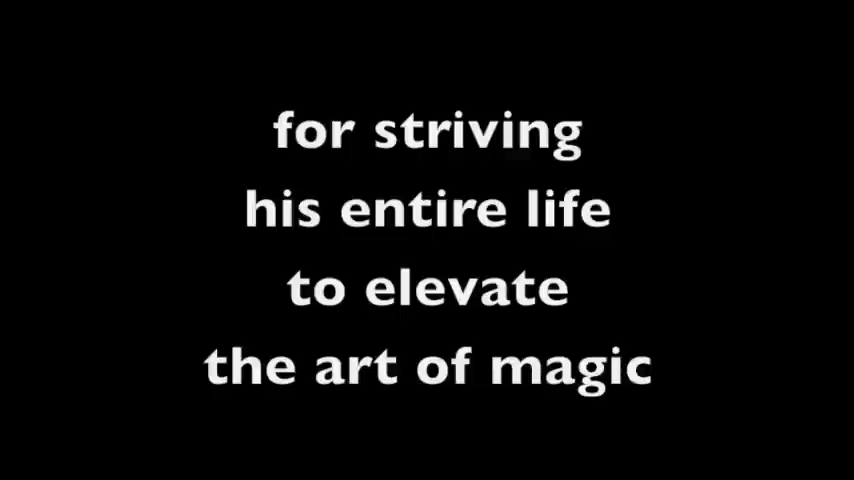 for striving
his entire life
to elevate
the art of magic